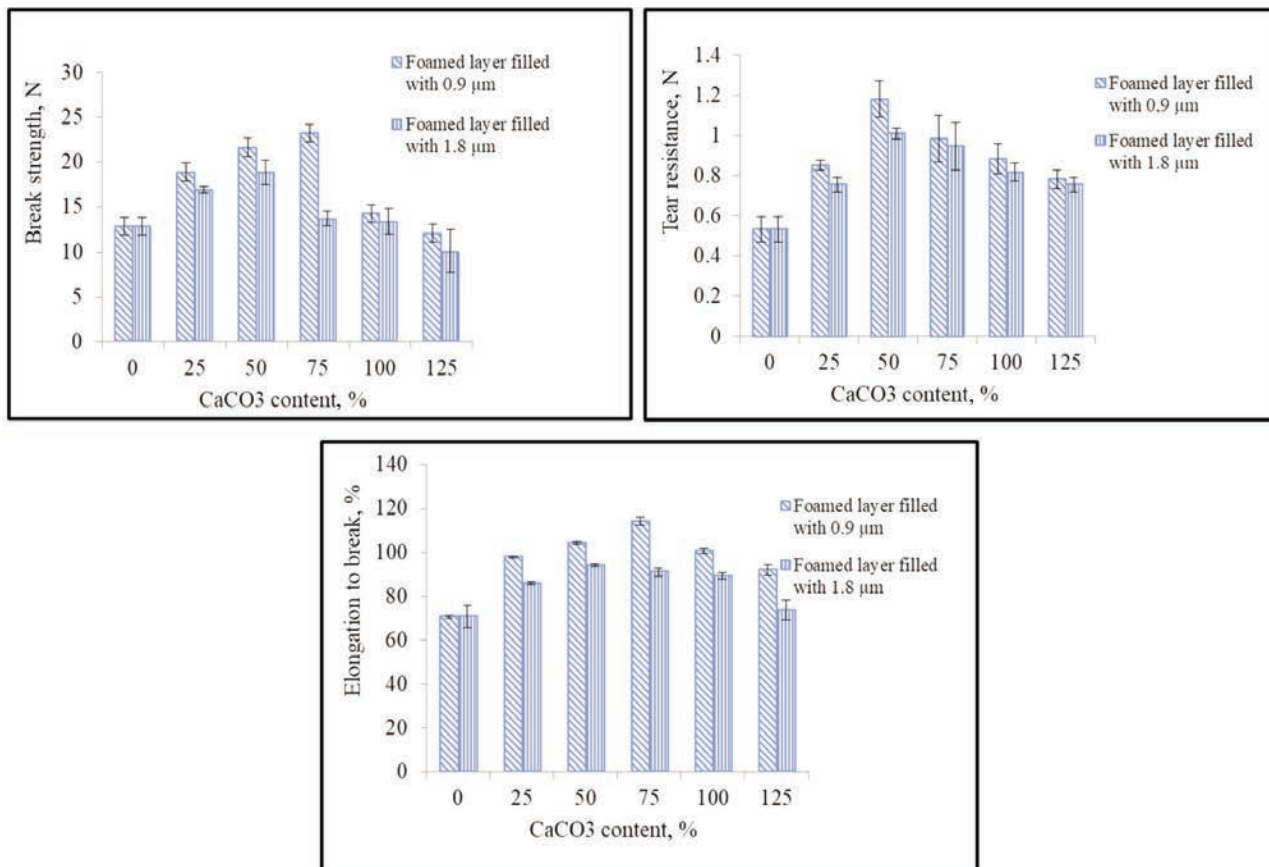 Break strength, N
30
25
20
15
10
5
0
0 25 50 75 100 125
CaCO3 content, %
Foamed layer filled
with 0.9 µm
Foamed layer filled
with 1.8 µm
Tear resistance, N
1.4
1.2
1
0.8
0.6
0.4
0.2
0
0 25 50 75 100 125
CaCO3 content, %
Foamed layer filled
with 0.9 µm
Foamed layer filled
with 1.8 µm
Elongation to break, %
140
120
100
80
60
40
20
0
0 25 50 75 100 125
CaCO3 content, %
Foamed layer filled
with 0.9 µm
Foamed layer filled
with 1.8 µm